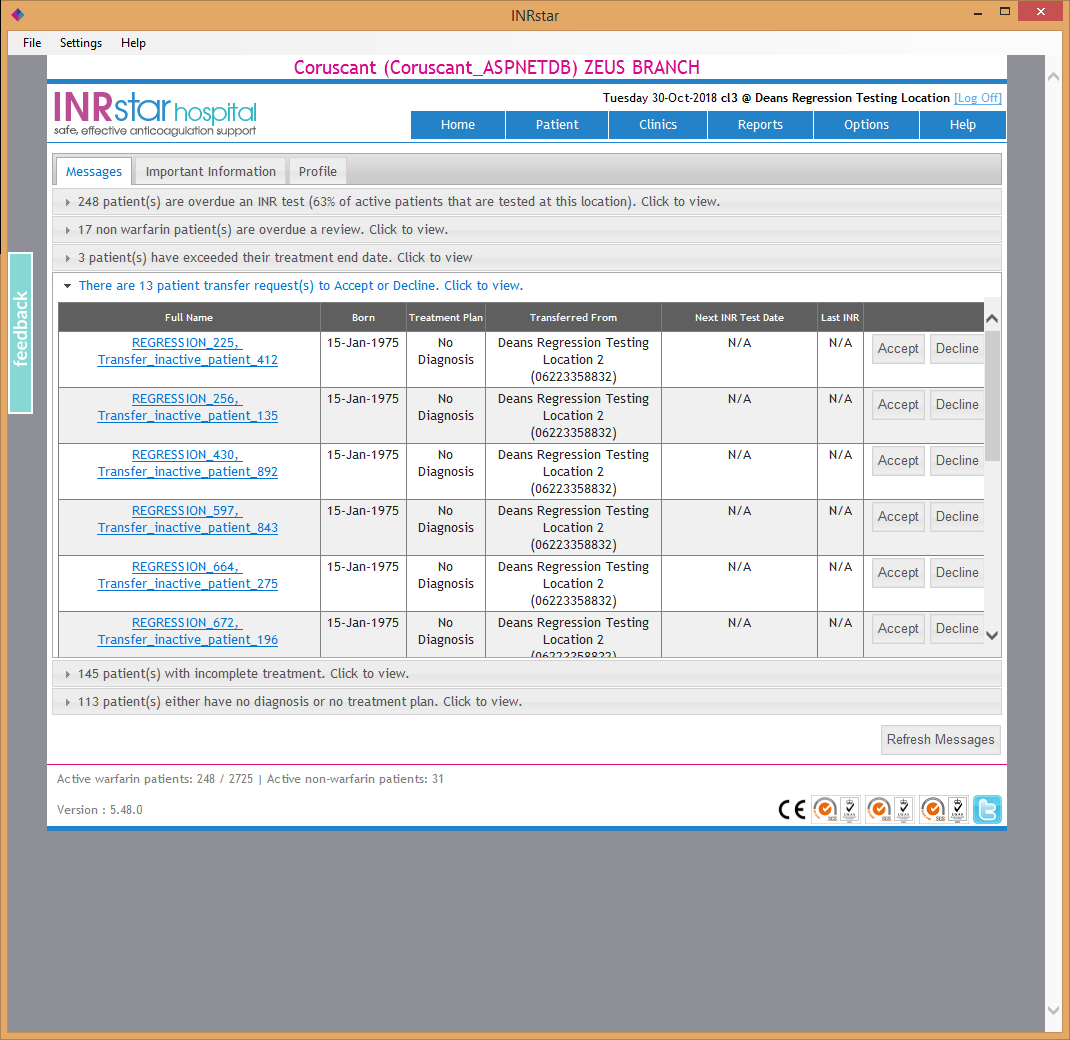 INRstar
File Settings Help
Coruscant (Coruscant_ASPNETDB) ZEUS BRANCH
INRstar hospital
safe, effective anticoagulation support
Tuesday 30-Oct-2018 cl3 @ Deans Regression Testing Location [Log Off]
Home Patient Clinics Reports Options Help
Messages Important Information Profile
248 patient(s) are overdue an INR test (63% of active patients that are tested at this location). Click to view.
17 non warfarin patient(s) are overdue a review. Click to view.
3 patient(s) have exceeded their treatment end date. Click to view
feedback
There are 13 patient transfer request(s) to Accept or Decline. Click to view.
Full Name Born Treatment Plan Transferred From Next INR Test Date Last INR
REGRESSION_225, 15-Jan-1975 No Deans Regression Testing N/A N/A Accept Decline
Transfer_inactive_patient_412 Diagnosis Location 2
(06223358832)
REGRESSION_256, 15-Jan-1975 No Deans Regression Testing N/A N/A Accept Decline
Transfer_inactive_patient_135 Diagnosis Location 2
(06223358832)
REGRESSION_430, 15-Jan-1975 No Deans Regression Testing N/A N/A Accept Decline
Transfer_inactive_patient_892 Diagnosis Location 2
(06223358832)
REGRESSION_597, 15-Jan-1975 No Deans Regression Testing N/A N/A Accept Decline
Transfer_inactive_patient_843 Diagnosis Location 2
(06223358832)
REGRESSION_664, 15-Jan-1975 No Deans Regression Testing N/A N/A Accept Decline
Transfer_inactive_patient_275 Diagnosis Location 2
(06223358832)
REGRESSION_672, 15-Jan-1975 No Deans Regression Testing N/A N/A Accept Decline
Transfer_inactive_patient_196 Diagnosis Location 2
145 patient(s) with incomplete treatment. Click to view.
113 patient(s) either have no diagnosis or no treatment plan. Click to view.
Refresh Messages
Active warfarin patients: 248 / 2725 | Active non-warfarin patients: 31
Version : 5.48.0
CE SGS SGS SGS